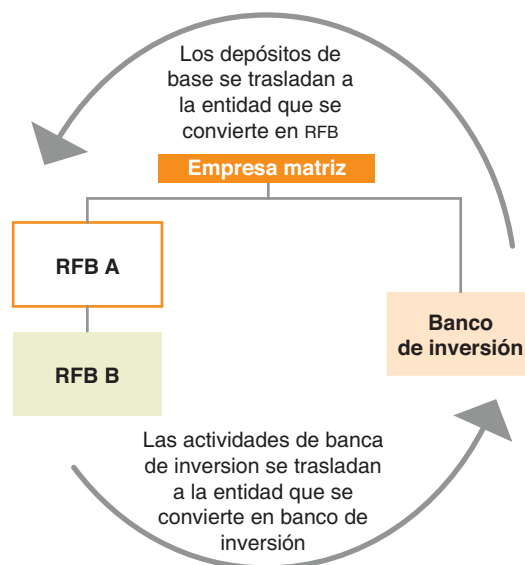 Los depósitos de
base se trasladan a
la entidad que se
convierte en RFB
Empresa matriz
RFB A
RFB B
Banco
de inversión
Las actividades de banca
de inversion se trasladan
a la entidad que se
convierte en banco de
inversión